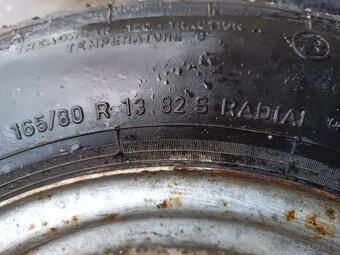 TREADWEAR 120 TRACTION A
TEMPERATURE B
165/80 R 13 82 S RADIAL